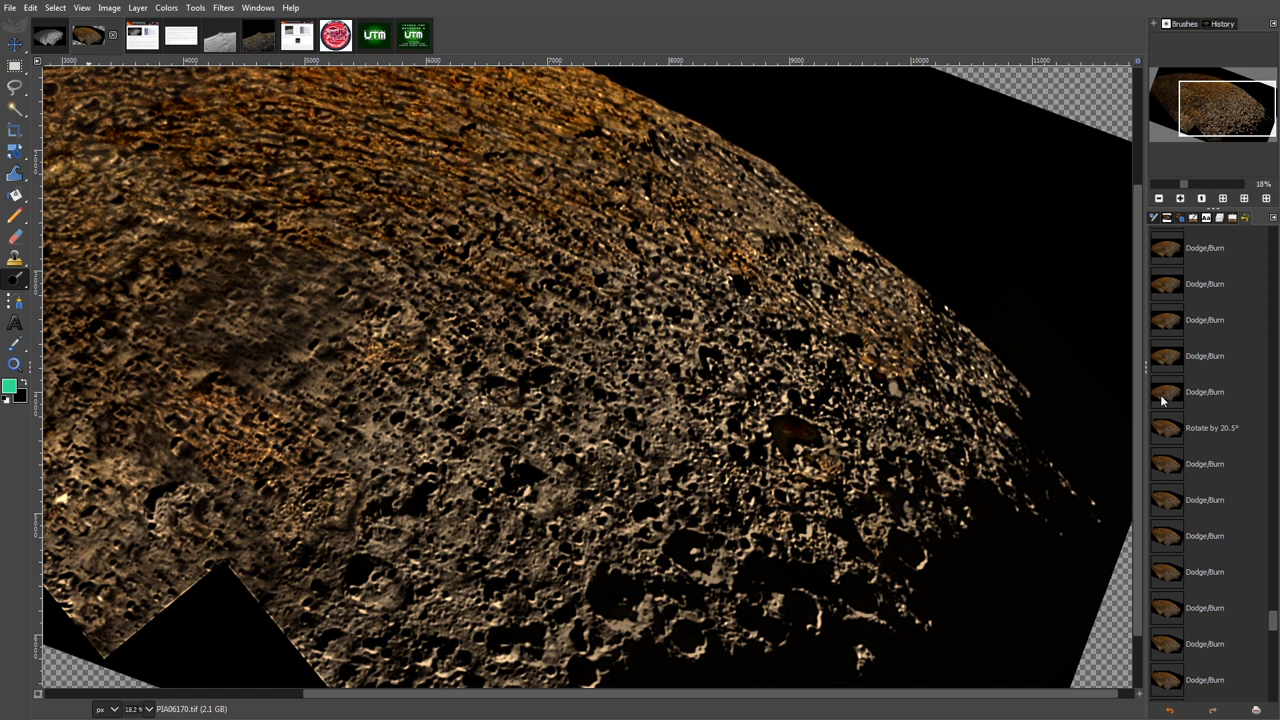 File Edit Select View Image Layer Colors Tools Filters Windows Help
UTM
UTM
Brushes History
3000 4000 5000 6000 7000 8000 9000 10000 11000
18%
Dodge/Burn
Dodge/Burn
Dodge/Burn
Dodge/Burn
Dodge/Burn
Rotate by 20.5°
Dodge/Burn
Dodge/Burn
Dodge/Burn
Dodge/Burn
Dodge/Burn
Dodge/Burn
Dodge/Burn
px 18.2 PIA06170.tif (2.1 GB)